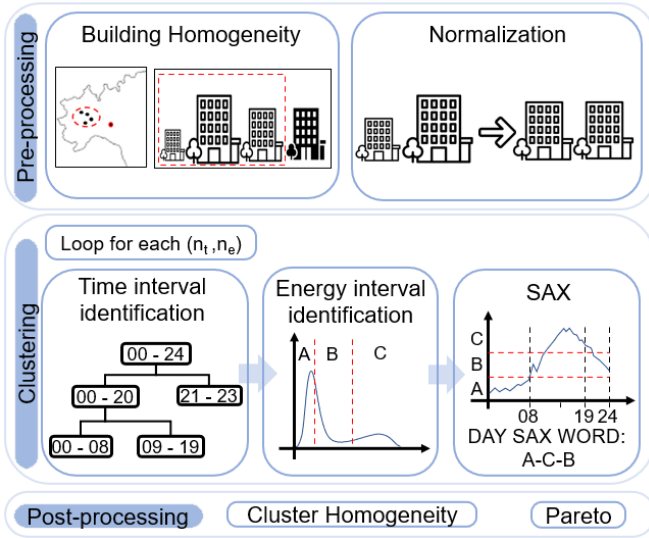 Pre-processing
Building Homogeneity
Normalization
Clustering
Loop for each (nt ,ne)
Time interval
identification
00 - 24
00 - 20
21 - 23
00 - 08
09 - 19
Energy interval
identification
A
B
C
SAX
C
B
A
08
19
24
DAY SAX WORD:
A-C-B
Post-processing
Cluster Homogeneity
Pareto